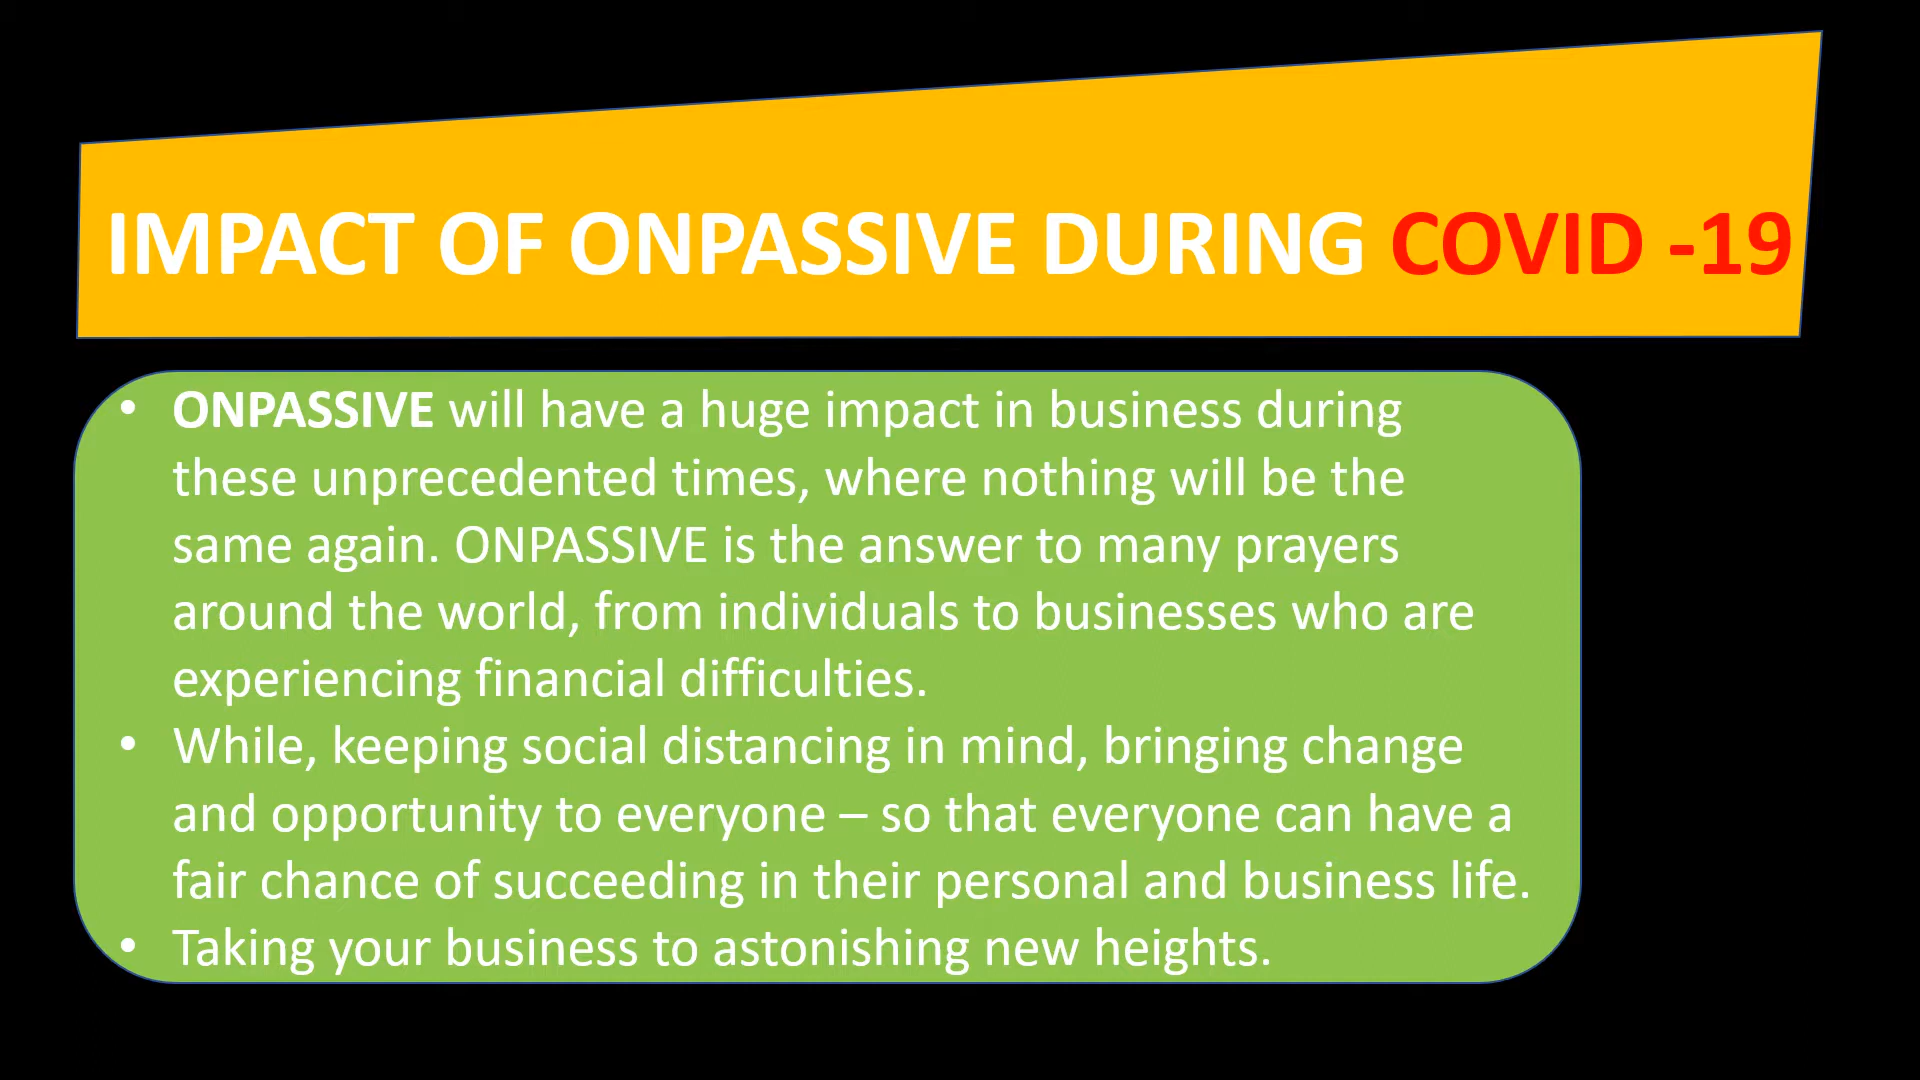 IMPACT OF ONPASSIVE DURING COVID -19
• ONPASSIVE will have a huge impact in business during
these unprecedented times, where nothing will be the
same again. ONPASSIVE is the answer to many prayers
around the world, from individuals to businesses who are
experiencing financial difficulties.
• While, keeping social distancing in mind, bringing change
and opportunity to everyone – so that everyone can have a
fair chance of succeeding in their personal and business life.
• Taking your business to astonishing new heights.